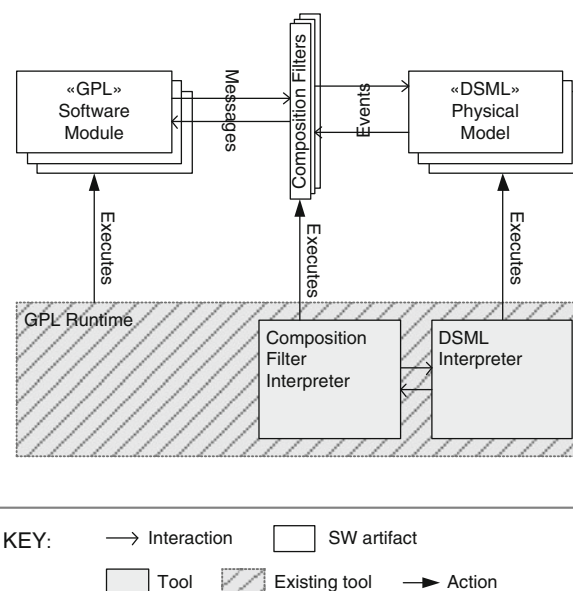 «GPL»
Software
Module
Messages
Composition Filters
Events
«DSML»
Physical
Model
Executes
Executes
Executes
GPL Runtime
Composition
Filter
Interpreter
DSML
Interpreter
KEY:
Interaction
SW artifact
Tool
Existing tool
Action